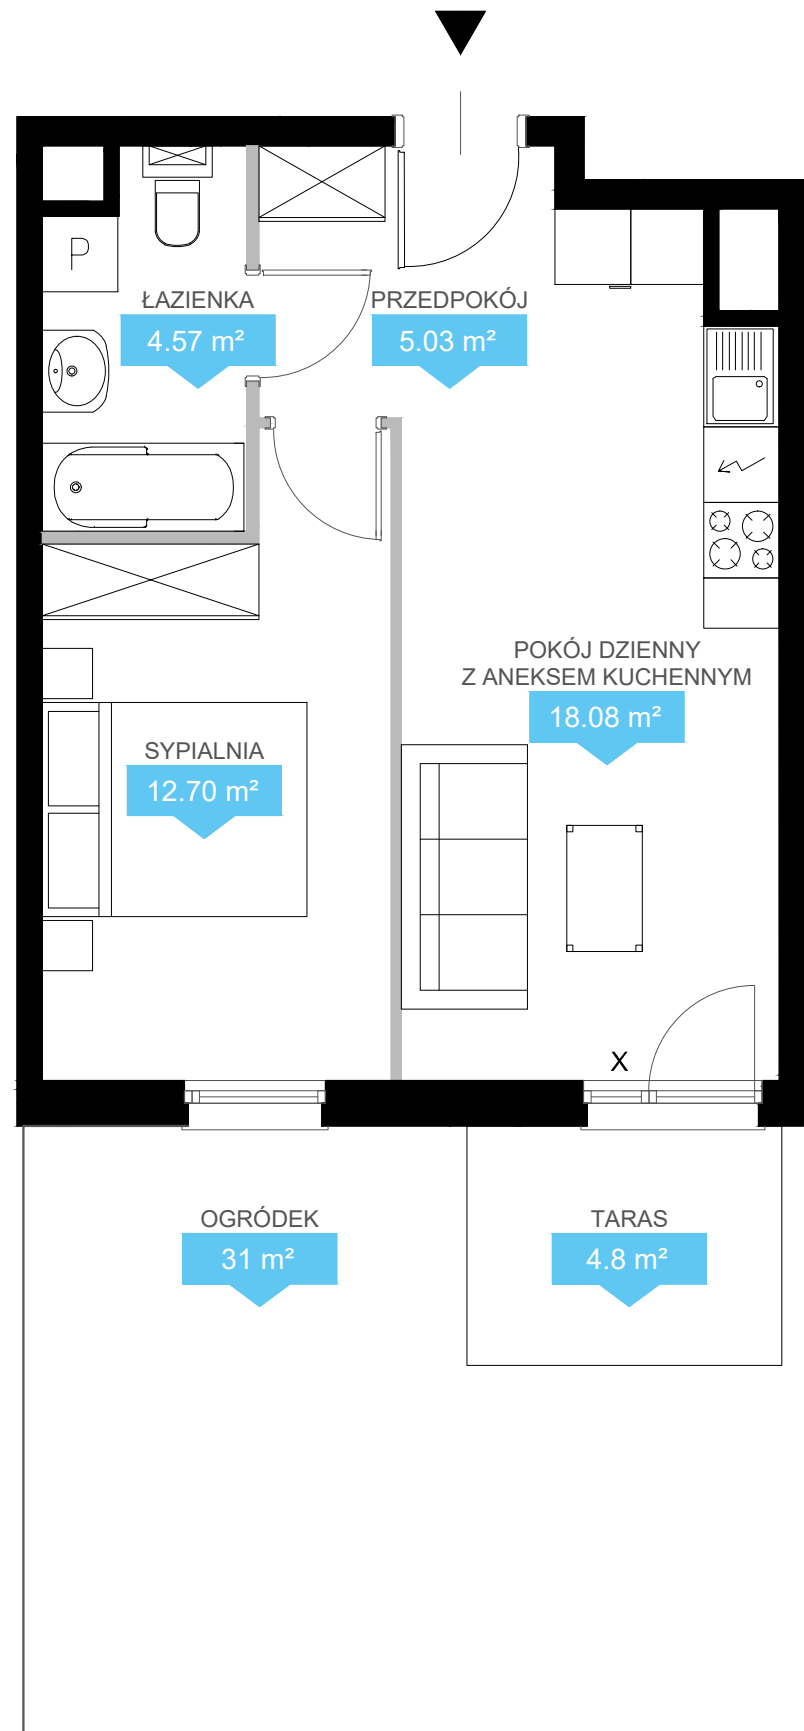 P
ŁAZIENKA
4.57 m²
PRZEDPOKÓJ
5.03 m²
POKÓJ DZIENNY
Z ANEKSEM KUCHENNYM
18.08 m²
SYPIALNIA
12.70 m²
X
OGRÓDEK
31 m²
TARAS
4.8 m²